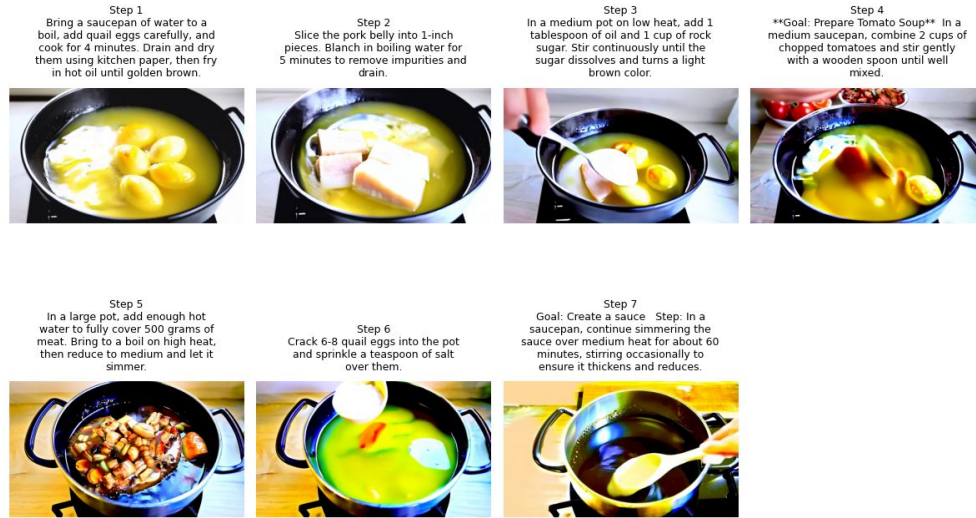 Step 1
Bring a saucepan of water to a
boil, add quail eggs carefully, and
cook for 4 minutes. Drain and dry
them using kitchen paper, then fry
in hot oil until golden brown.
Step 2
Slice the pork belly into 1-inch
pieces. Blanch in boiling water for
5 minutes to remove impurities and
drain.
Step 3
In a medium pot on low heat, add 1
tablespoon of oil and 1 cup of rock
sugar. Stir continuously until the
sugar dissolves and turns a light
brown color.
Step 4
**Goal: Prepare Tomato Soup**  In a
medium saucepan, combine 2 cups of
chopped tomatoes and stir gently
with a wooden spoon until well
mixed.
Step 5
In a large pot, add enough hot
water to fully cover 500 grams of
meat. Bring to a boil on high heat,
then reduce to medium and let it
simmer.
Step 6
Crack 6-8 quail eggs into the pot
and sprinkle a teaspoon of salt
over them.
Step 7
Goal: Create a sauce   Step: In a
saucepan, continue simmering the
sauce over medium heat for about 60
minutes, stirring occasionally to
ensure it thickens and reduces.